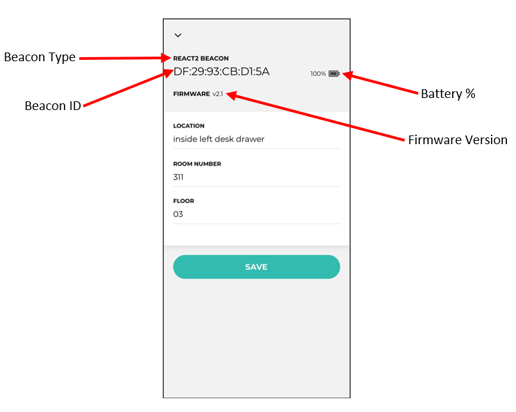 Beacon Type
REACT2 BEACON
DF:29:93:CB:D1:5A
100%
Beacon ID
Battery %
FIRMWARE v2.1
Firmware Version
LOCATION
inside left desk drawer
ROOM NUMBER
311
FLOOR
03
SAVE